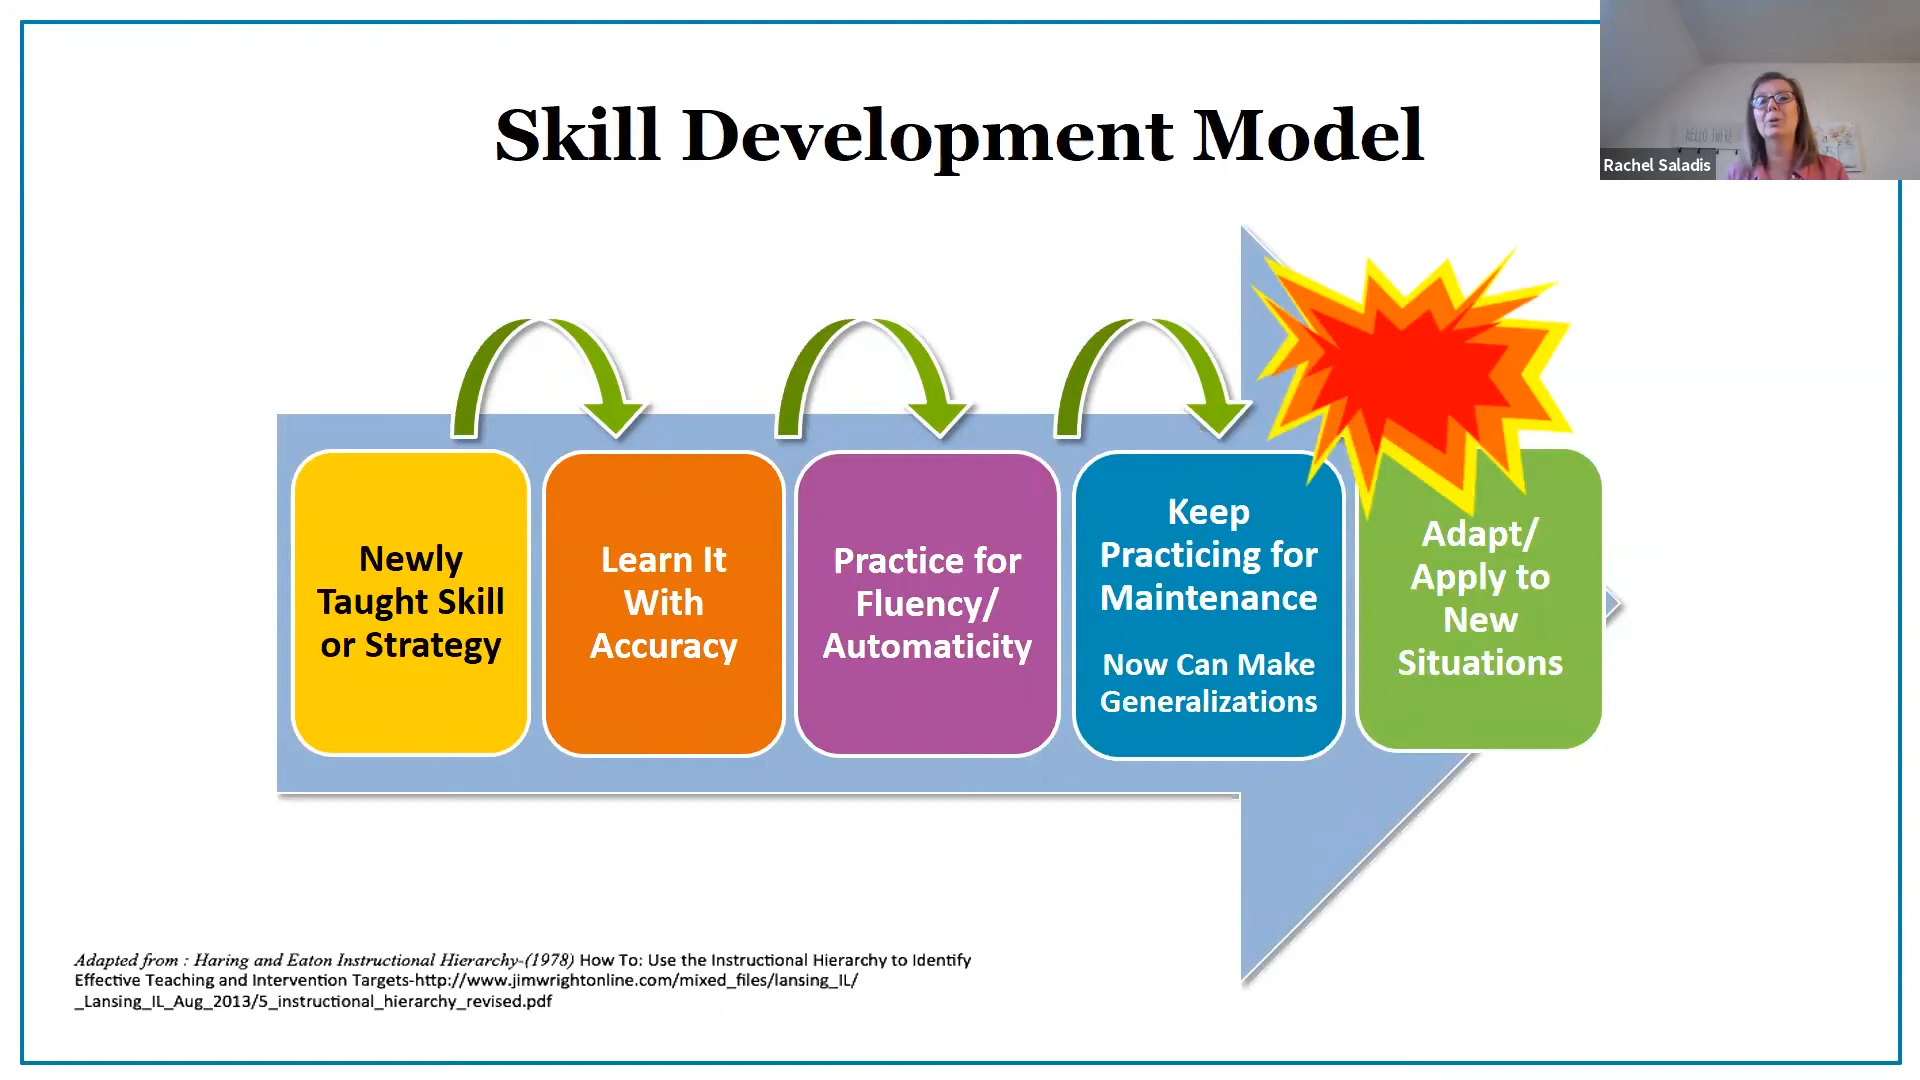 Skill Development Model
HELLO THERE
Rachel Saladis
Newly
Taught Skill
or Strategy
Learn It
With
Accuracy
Practice for
Fluency/
Automaticity
Keep
Practicing for
Maintenance
Now Can Make
Generalizations
Adapt/
Apply to
New
Situations
Adapted from : Haring and Eaton Instructional Hierarchy-(1978) How To: Use the Instructional Hierarchy to Identify
Effective Teaching and Intervention Targets-http://www.jimwrightonline.com/mixed_files/lansing_IL/
_Lansing_IL_Aug_2013/5_instructional_hierarchy_revised.pdf